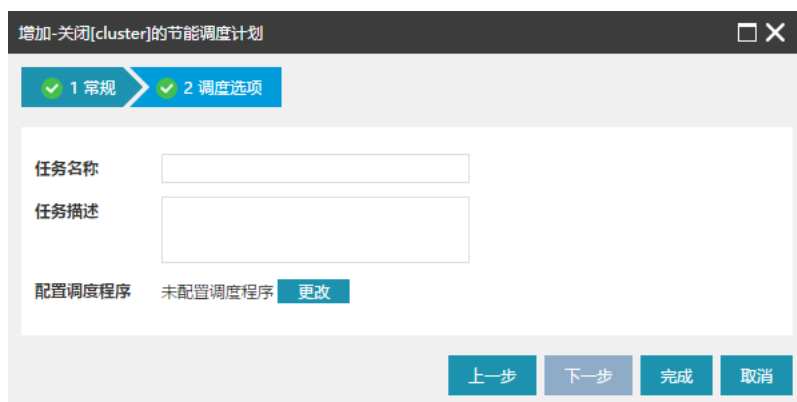 增加-关闭[cluster]的节能调度计划
1 常规 2 调度选项
任务名称
任务描述
配置调度程序 未配置调度程序 更改
上一步 下一步 完成 取消